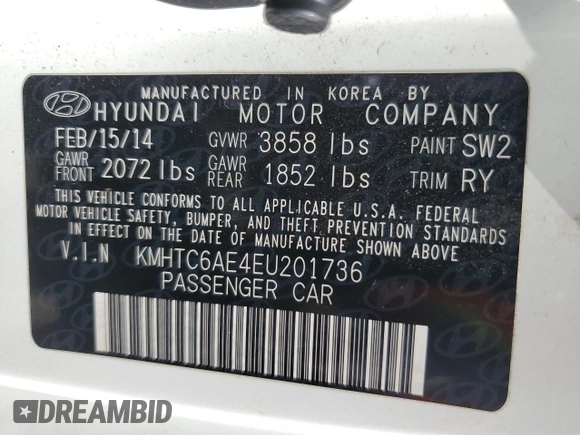 MANUFACTURED IN KOREA BY
HYUNDAI MOTOR COMPANY
FEB/15/14 GVWR 3858 lbs PAINT SW2
GAWR FRONT 2072 lbs GAWR REAR 1852 lbs TRIM RY
THIS VEHICLE CONFORMS TO ALL APPLICABLE U.S.A. FEDERAL
MOTOR VEHICLE SAFETY, BUMPER, AND THEFT PREVENTION STANDARDS
IN EFFECT ON THE DATE OF MANUFACTURE SHOWN ABOVE
V.I.N KMHTC6AE4EU201736
PASSENGER CAR
DREAMBID